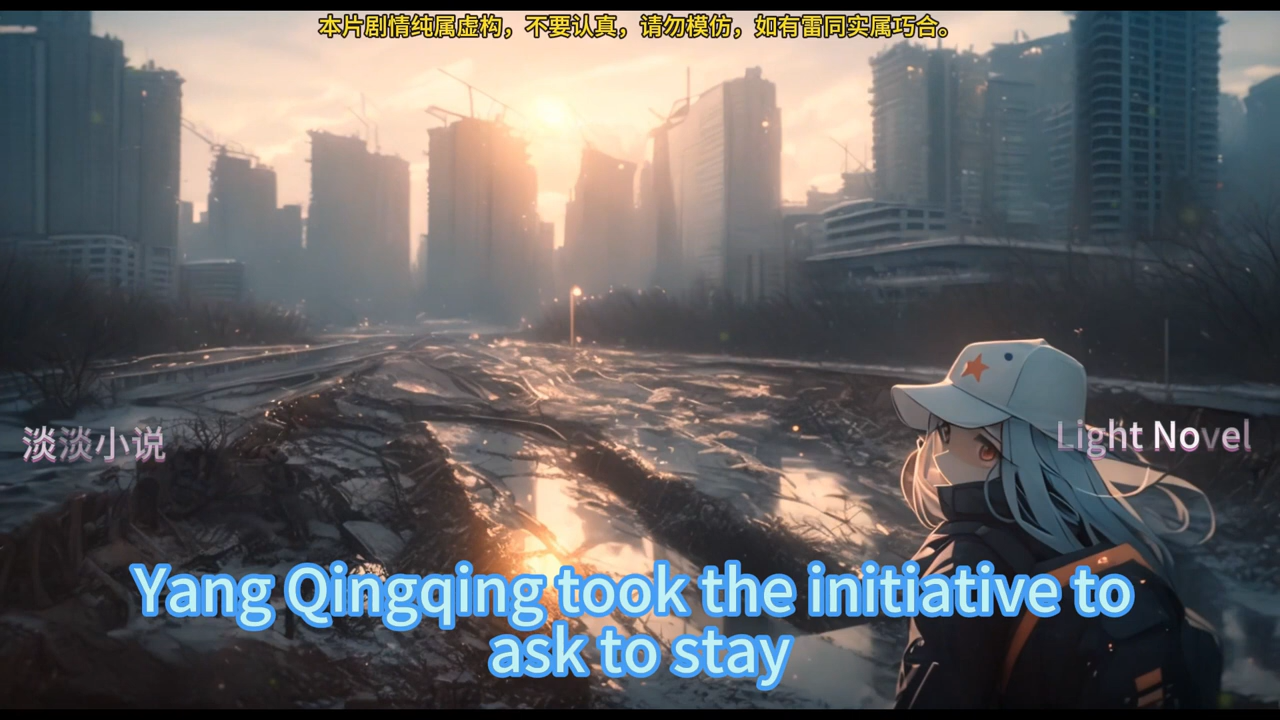 本片剧情纯属虚构，不要认真，请勿模仿，如有雷同实属巧合。
淡淡小说
Light Novel
Yang Qingqing took the initiative to
ask to stay